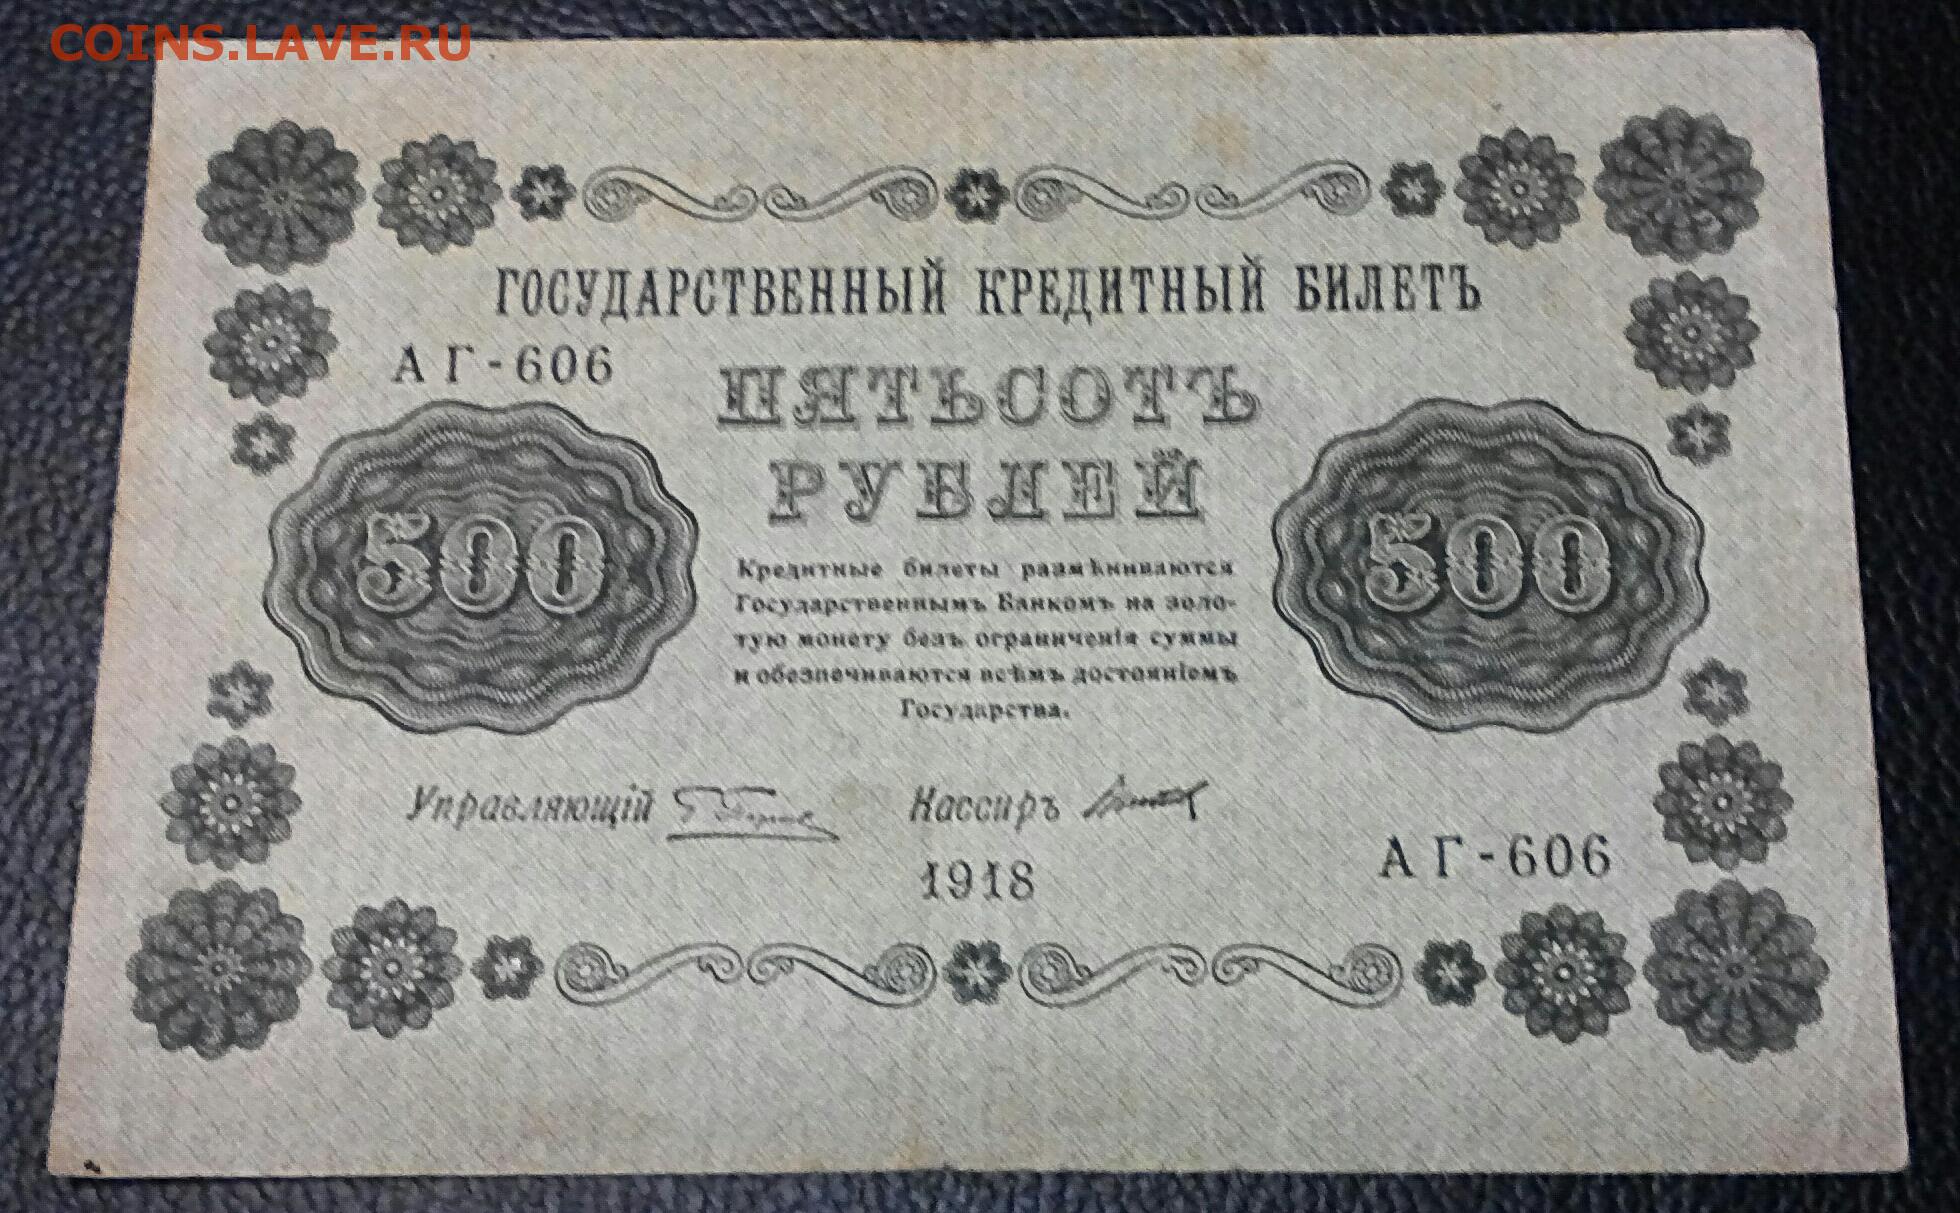 COINS.LAVE.RU
ГОСУДАРСТВЕННЫЙ КРЕДИТНЫЙ БИЛЕТЪ
АГ-606
ПЯТЬСОТЪ
РУБЛЕЙ
500
500
Кредитные билеты размѣниваются
Государственнымъ Банкомъ на золо-
тую монету безъ ограниченія суммы
и обезпечиваются всѣмъ достояніемъ
Государства.
Управляющій
Кассиръ
1918
АГ-606